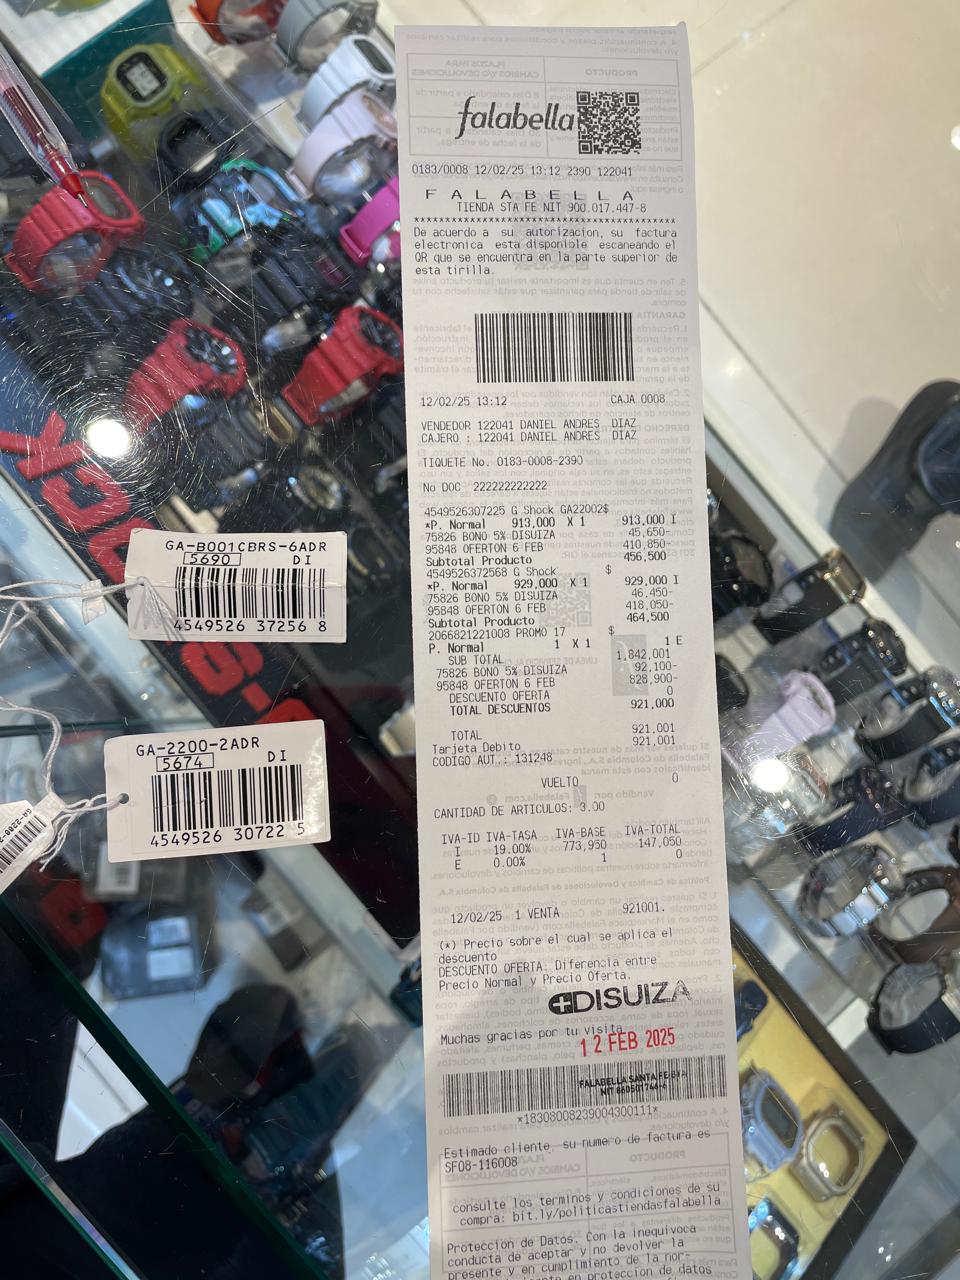 falabella
0183/0008 12/02/25 13:12 2390 122041
F A L A B E L L A
TIENDA STA FE NIT 900.017.447-8
****************************************
De acuerdo a su autorizacion, su factura
electronica esta disponible escaneando el
QR que se encuentra en la parte superior de
esta tirilla.
12/02/25 13:12 CAJA 0008
VENDEDOR 122041 DANIEL ANDRES DIAZ
CAJERO : 122041 DANIEL ANDRES DIAZ
TIQUETE No. 0183-0008-2390
No DOC 222222222222
4549526307225 G Shock GA22002$
*P. Normal 913,000 X 1 913,000 I
75826 BONO 5% DISUIZA 45,650-
95848 OFERTON 6 FEB 410,850-
Subtotal Producto 456,500
4549526372568 G Shock $
*P. Normal 929,000 X 1 929,000 I
75826 BONO 5% DISUIZA 46,450-
95848 OFERTON 6 FEB 418,050-
Subtotal Producto 464,500
2066821221008 PROMO 17 $
P. Normal 1 X 1 1 E
SUB TOTAL 1,842,001
75826 BONO 5% DISUIZA 92,100-
95848 OFERTON 6 FEB 828,900-
DESCUENTO OFERTA 0
TOTAL DESCUENTOS 921,000
TOTAL 921,001
Tarjeta Debito 921,001
CODIGO AUT.: 131248
VUELTO 0
CANTIDAD DE ARTICULOS: 3.00
IVA-ID IVA-TASA IVA-BASE IVA-TOTAL
I 19.00% 773,950 147,050
E 0.00% 1 0
12/02/25 1 VENTA 921001.
(*) Precio sobre el cual se aplica el
descuento
DESCUENTO OFERTA: Diferencia entre
Precio Normal y Precio Oferta.
DISUIZA
Muchas gracias por tu visita
12 FEB 2025
FALABELLA SANTA FE
*18308008239004300111*
Estimado cliente, su numero de factura es
SF08-116008
consulte los terminos y condiciones de su
compra: bit.ly/politicastiendasfalabella
Proteccion de Datos. Con la inequivoca
conducta de aceptar y no devolver la
presente y en cumplimiento de la nor-
en proteccion de datos
GA-B001CBRS-6ADR
5690 DI
4549526 37256 8
GA-2200-2ADR
5674 DI
4549526 30722 5